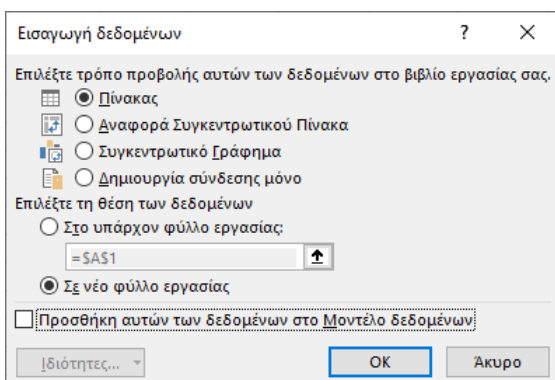 Εισαγωγή δεδομένων ?
Επιλέξτε τρόπο προβολής αυτών των δεδομένων στο βιβλίο εργασίας σας.
Πίνακας
Αναφορά Συγκεντρωτικού Πίνακα
Συγκεντρωτικό Γράφημα
Δημιουργία σύνδεσης μόνο
Επιλέξτε τη θέση των δεδομένων
Στο υπάρχον φύλλο εργασίας:
=$A$1
Σε νέο φύλλο εργασίας
Προσθήκη αυτών των δεδομένων στο Μοντέλο δεδομένων
Ιδιότητες... OK Άκυρο